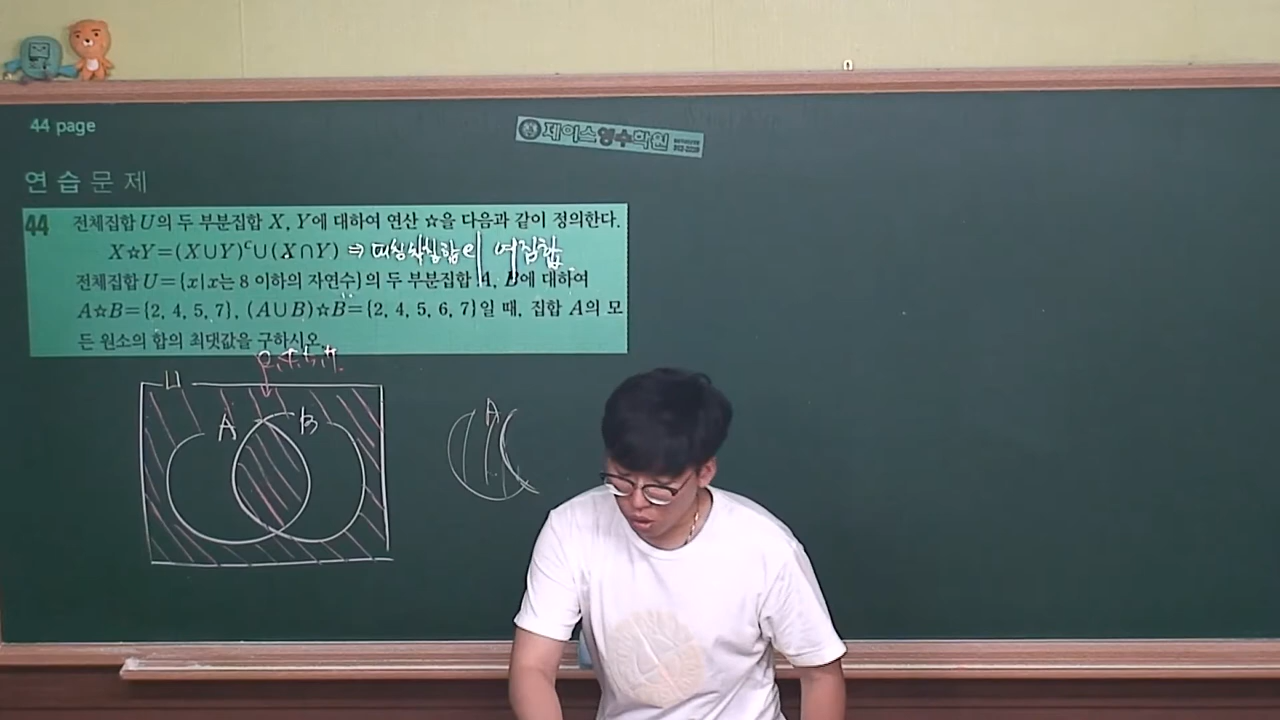 44 page
제이스영수학원
연습문제
44 전체집합 U의 두 부분집합 X, Y에 대하여 연산 ☆을 다음과 같이 정의한다.
X☆Y=(X∪Y)ᶜ∪(X∩Y) ⇒ 대칭차집합의 여집합
전체집합 U={x|x는 8 이하의 자연수}의 두 부분집합 A, B에 대하여
A☆B={2, 4, 5, 7}, (A∪B)☆B={2, 4, 5, 6, 7}일 때, 집합 A의 모
든 원소의 합의 최댓값을 구하시오.
2, 4, 5, 7
U
A B
A